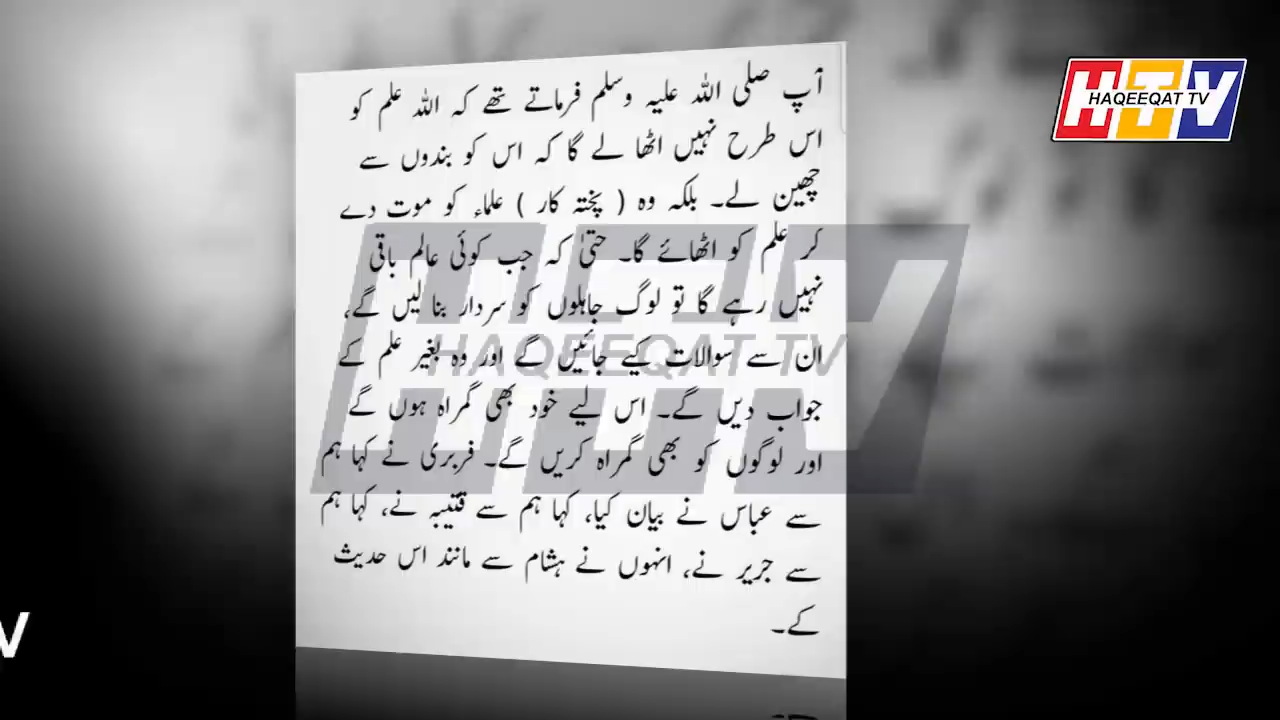 HTV
HAQEEQAT TV
آپ صلی اللہ علیہ وسلم فرماتے تھے کہ اللہ علم کو
اس طرح نہیں اٹھا لے گا کہ اس کو بندوں سے
چھین لے۔ بلکہ وہ ( پختہ کار ) علماء کو موت دے
کر علم کو اٹھائے گا۔ حتیٰ کہ جب کوئی عالم باقی
نہیں رہے گا تو لوگ جاہلوں کو سردار بنا لیں گے،
ان سے سوالات کیے جائیں گے اور وہ بغیر علم کے
جواب دیں گے۔ اس لیے خود بھی گمراہ ہوں گے
اور لوگوں کو بھی گمراہ کریں گے۔ فربری نے کہا ہم
سے عباس نے بیان کیا، کہا ہم سے قتیبہ نے، کہا ہم
سے جریر نے، انہوں نے ہشام سے مانند اس حدیث
کے۔
HTV
HAQEEQAT TV
V